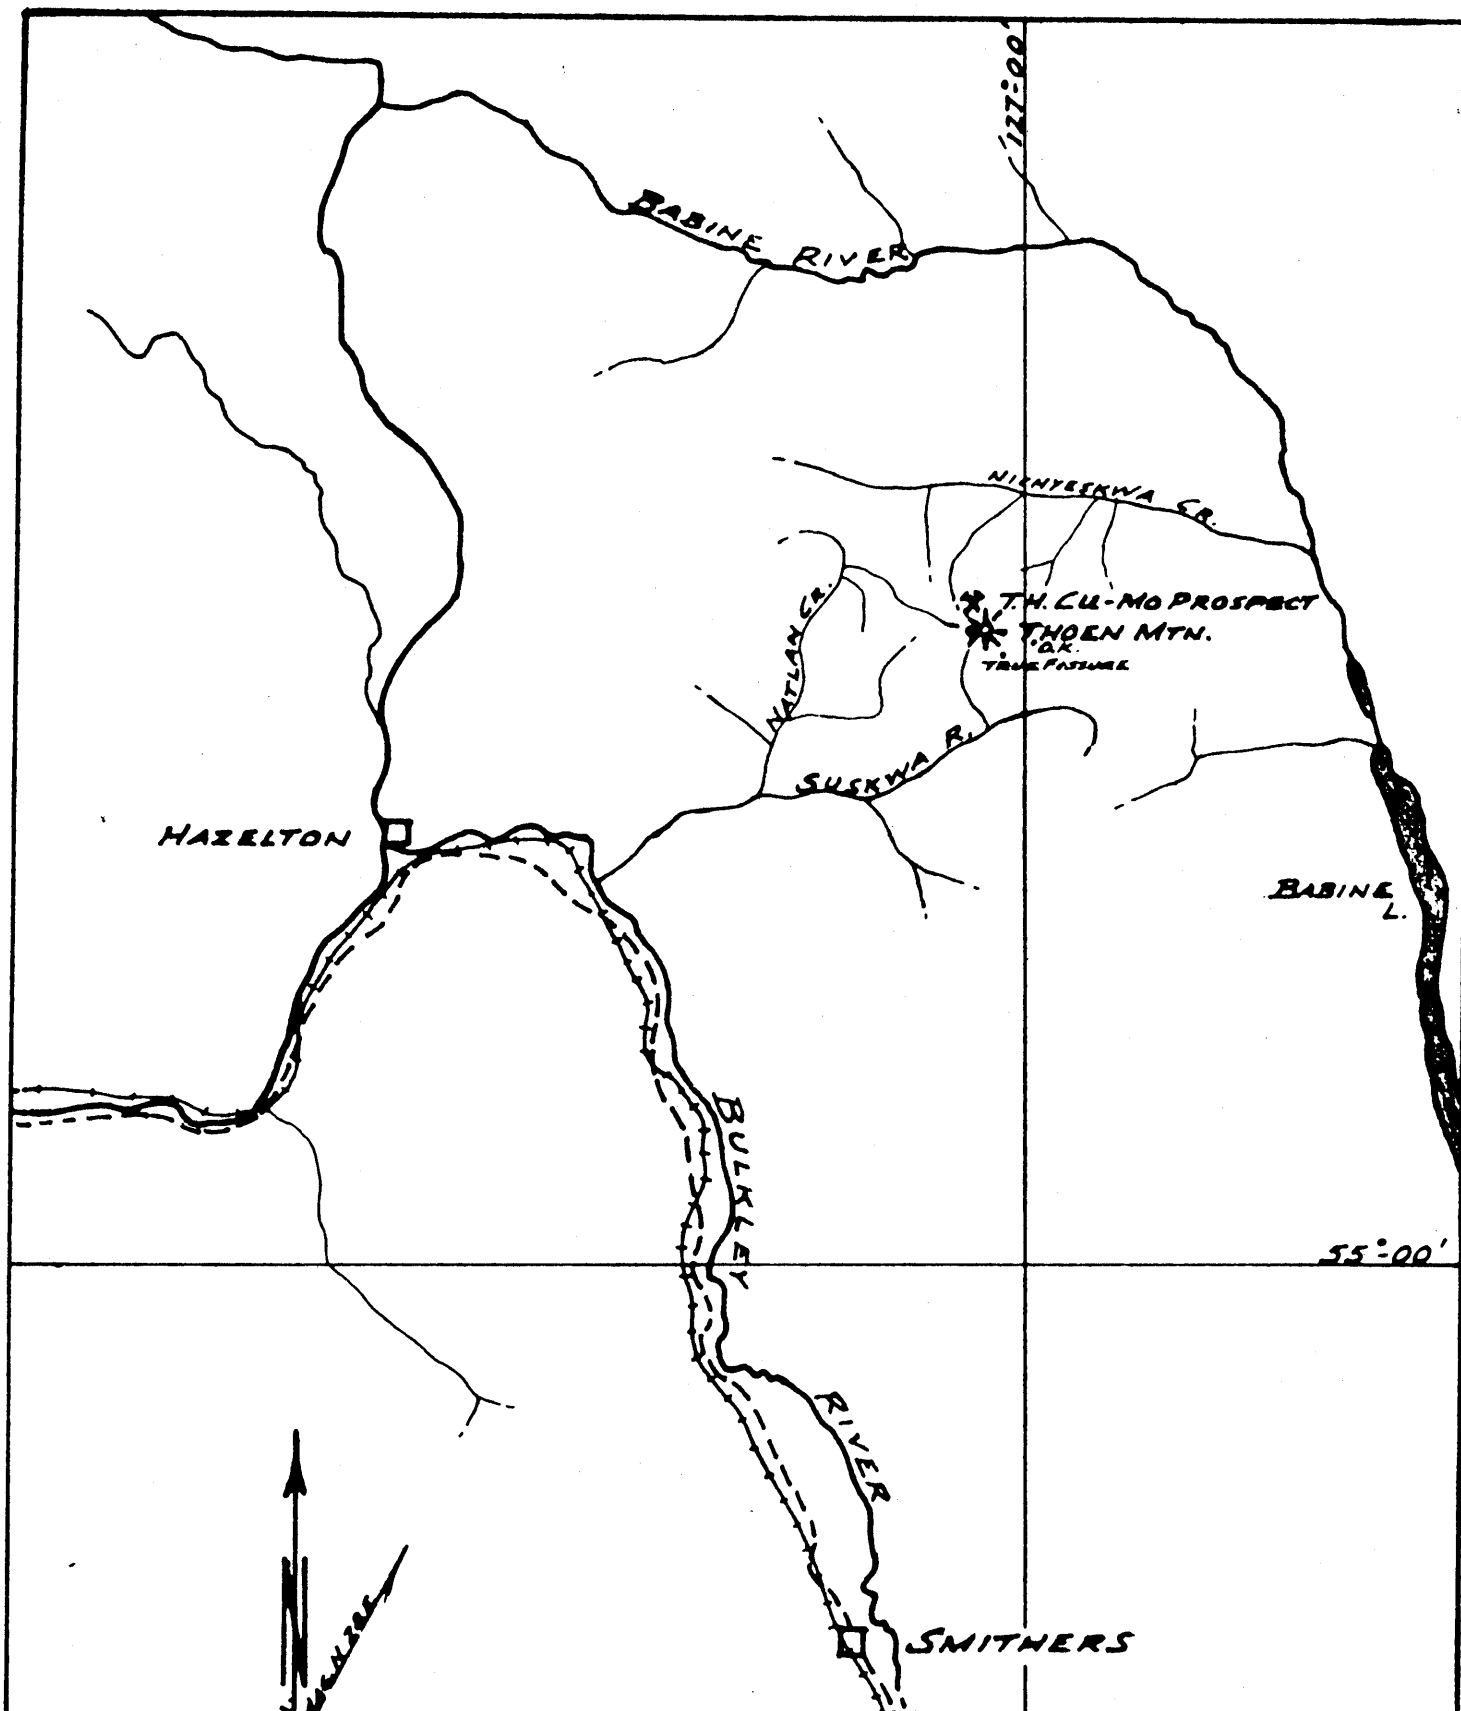 127°00'
BABINE RIVER
NICHYESKWA CR.
T.H. CU-MO PROSPECT
THOEN MTN.
O.K.
TRUE FISSURE
NATLAN CR.
SUSKWA R.
HAZELTON
BABINE
L.
BULKLEY RIVER
55°00'
SMITHERS